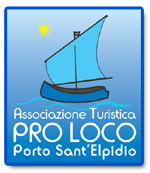 Associazione Turistica
PRO LOCO
Porto Sant'Elpidio